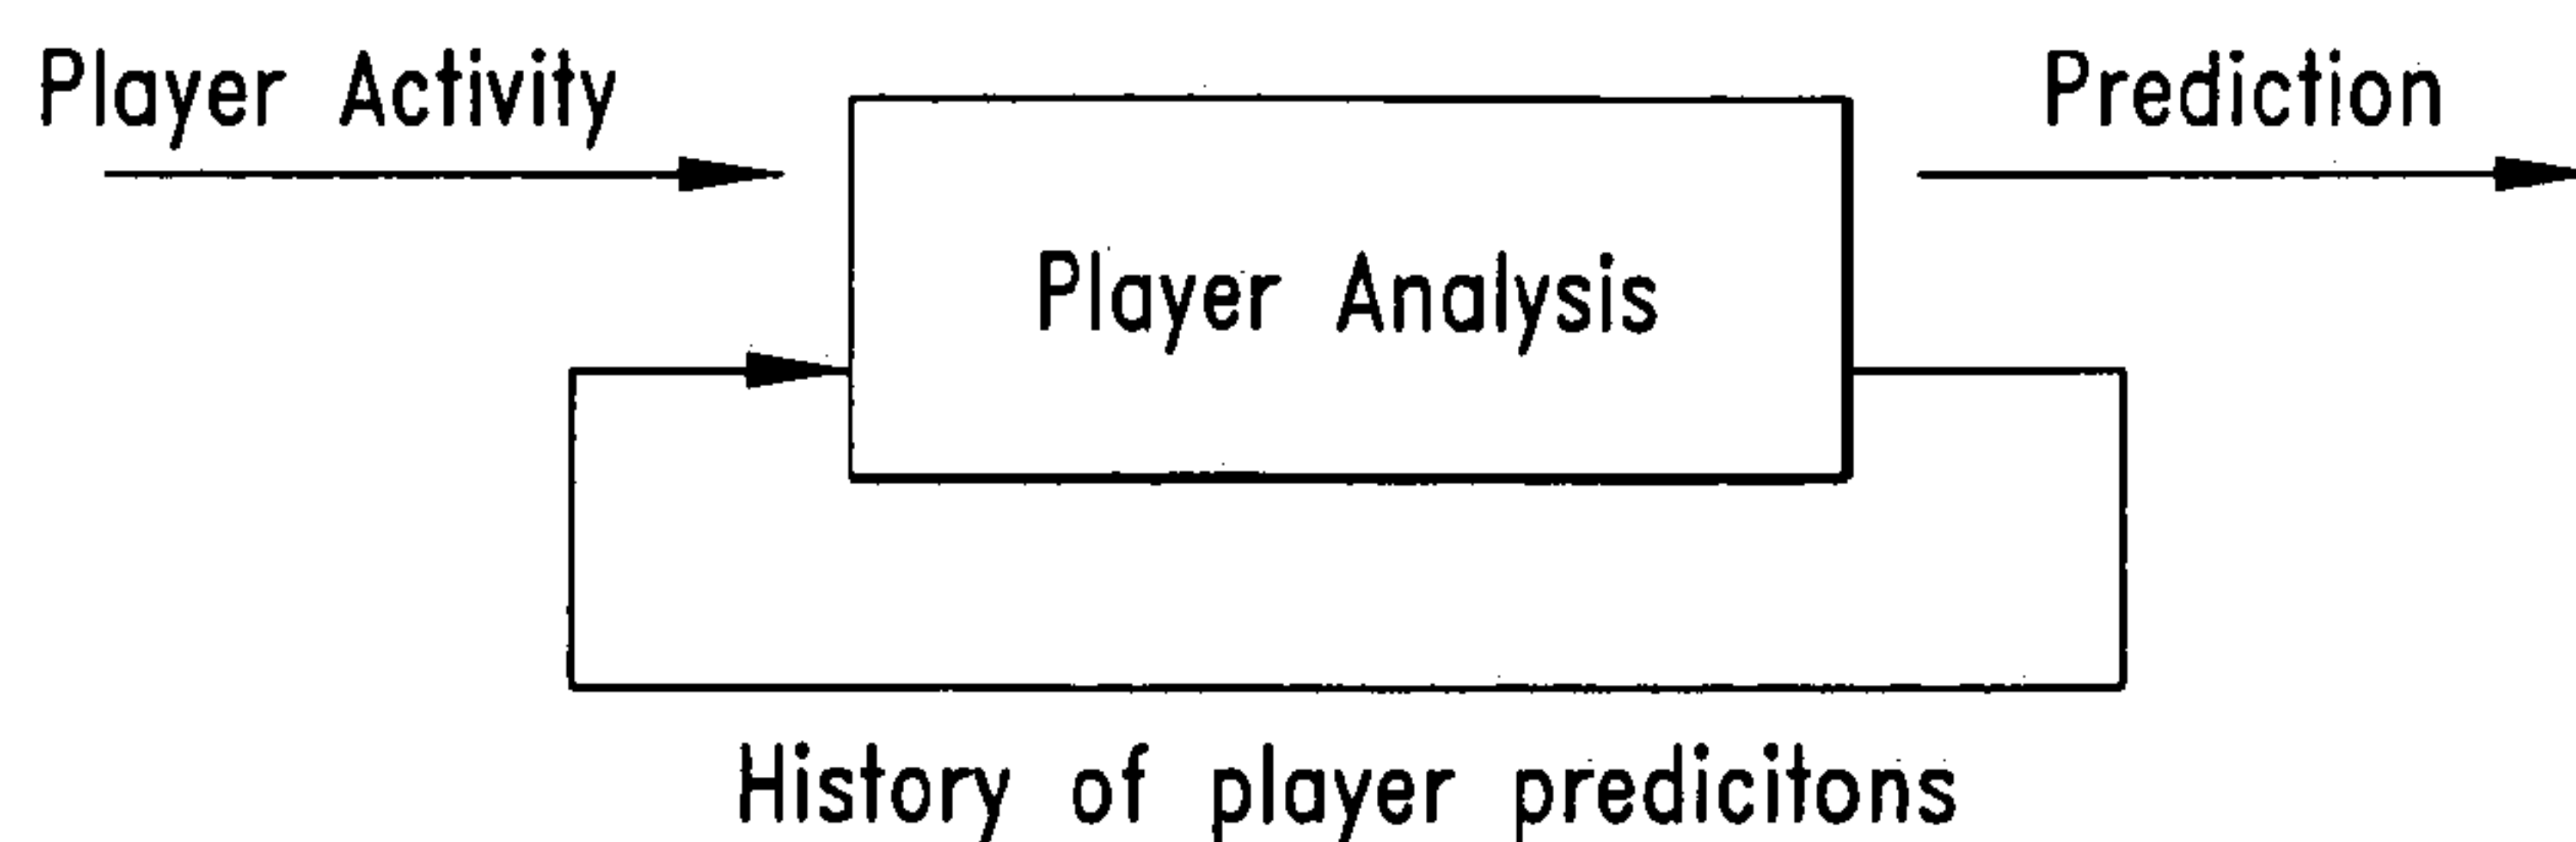 Player Activity
Prediction
Player Analysis
History of player predicitons